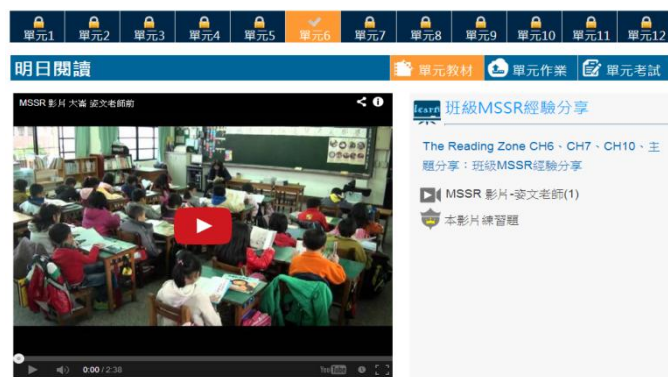 單元1 單元2 單元3 單元4 單元5 單元6 單元7 單元8 單元9 單元10 單元11 單元12
明日閱讀 單元教材 單元作業 單元考試
MSSR 影片 大崙 姿文老師前
learn 班級MSSR經驗分享
The Reading Zone CH6、CH7、CH10、主
題分享：班級MSSR經驗分享
MSSR 影片-姿文老師(1)
本影片練習題
0:00 / 2:38 YouTube